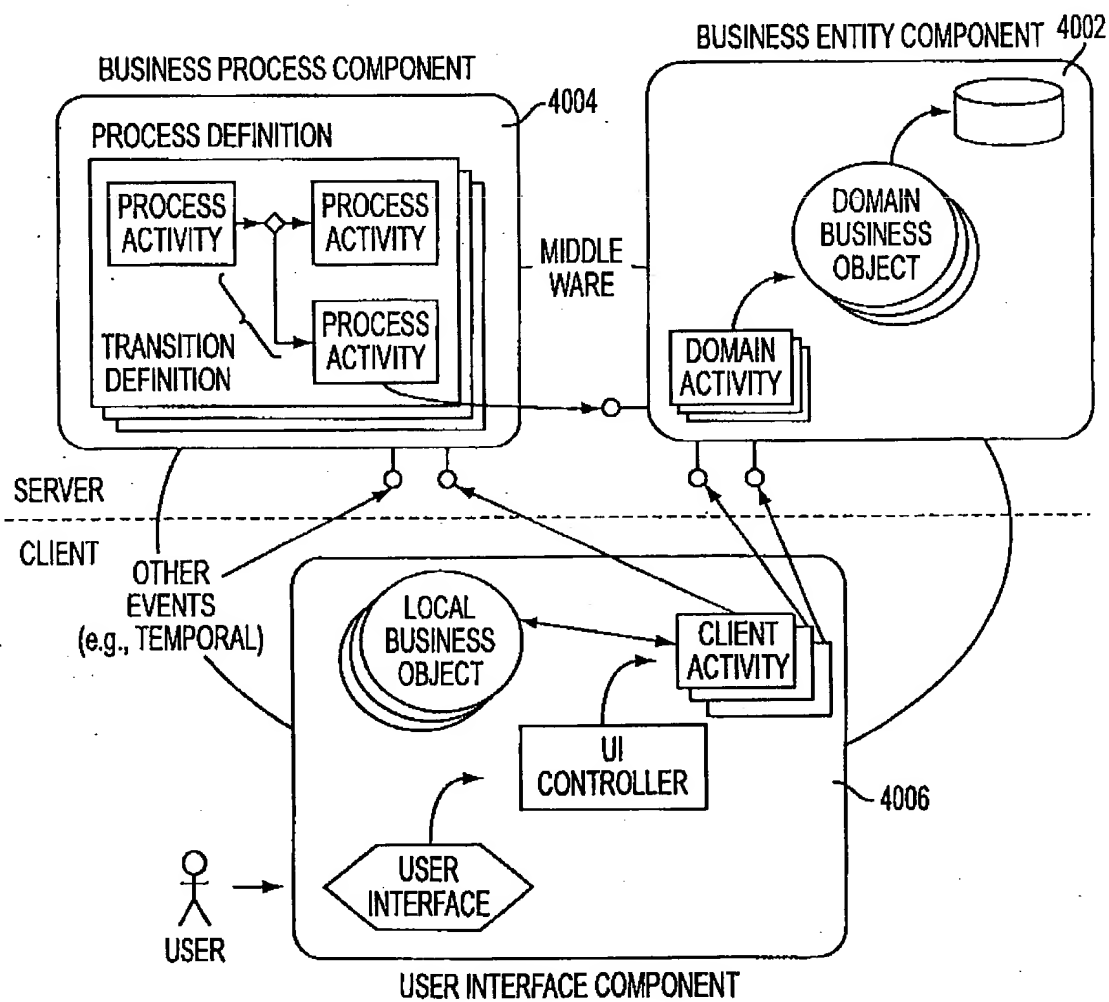 BUSINESS ENTITY COMPONENT
4002
BUSINESS PROCESS COMPONENT
4004
PROCESS DEFINITION
PROCESS
ACTIVITY
PROCESS
ACTIVITY
PROCESS
ACTIVITY
TRANSITION
DEFINITION
MIDDLE
WARE
DOMAIN
BUSINESS
OBJECT
DOMAIN
ACTIVITY
SERVER
CLIENT
OTHER
EVENTS
(e.g., TEMPORAL)
LOCAL
BUSINESS
OBJECT
CLIENT
ACTIVITY
UI
CONTROLLER
4006
USER
INTERFACE
USER
USER INTERFACE COMPONENT